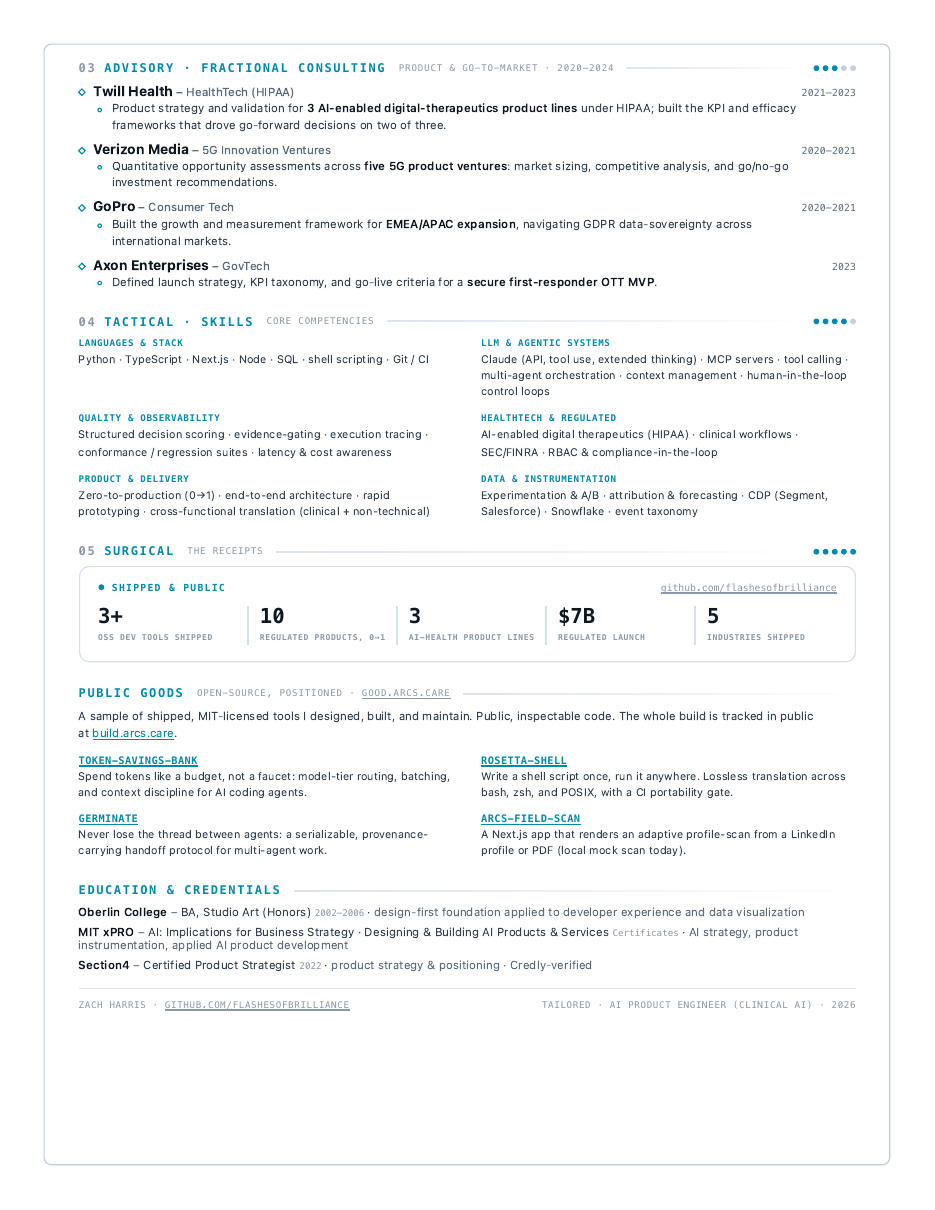 03 ADVISORY · FRACTIONAL CONSULTING PRODUCT & GO-TO-MARKET · 2020–2024
Twill Health – HealthTech (HIPAA) 2021–2023
Product strategy and validation for 3 AI-enabled digital-therapeutics product lines under HIPAA; built the KPI and efficacy
frameworks that drove go-forward decisions on two of three.
Verizon Media – 5G Innovation Ventures 2020–2021
Quantitative opportunity assessments across five 5G product ventures: market sizing, competitive analysis, and go/no-go
investment recommendations.
GoPro – Consumer Tech 2020–2021
Built the growth and measurement framework for EMEA/APAC expansion, navigating GDPR data-sovereignty across
international markets.
Axon Enterprises – GovTech 2023
Defined launch strategy, KPI taxonomy, and go-live criteria for a secure first-responder OTT MVP.
04 TACTICAL · SKILLS CORE COMPETENCIES
LANGUAGES & STACK
Python · TypeScript · Next.js · Node · SQL · shell scripting · Git / CI
LLM & AGENTIC SYSTEMS
Claude (API, tool use, extended thinking) · MCP servers · tool calling ·
multi-agent orchestration · context management · human-in-the-loop
control loops
QUALITY & OBSERVABILITY
Structured decision scoring · evidence-gating · execution tracing ·
conformance / regression suites · latency & cost awareness
HEALTHTECH & REGULATED
AI-enabled digital therapeutics (HIPAA) · clinical workflows ·
SEC/FINRA · RBAC & compliance-in-the-loop
PRODUCT & DELIVERY
Zero-to-production (0→1) · end-to-end architecture · rapid
prototyping · cross-functional translation (clinical + non-technical)
DATA & INSTRUMENTATION
Experimentation & A/B · attribution & forecasting · CDP (Segment,
Salesforce) · Snowflake · event taxonomy
05 SURGICAL THE RECEIPTS
SHIPPED & PUBLIC github.com/flashesofbrilliance
3+ 10 3 $7B 5
OSS DEV TOOLS SHIPPED REGULATED PRODUCTS, 0→1 AI-HEALTH PRODUCT LINES REGULATED LAUNCH INDUSTRIES SHIPPED
PUBLIC GOODS OPEN-SOURCE, POSITIONED · GOOD.ARCS.CARE
A sample of shipped, MIT-licensed tools I designed, built, and maintain. Public, inspectable code. The whole build is tracked in public
at build.arcs.care.
TOKEN-SAVINGS-BANK
Spend tokens like a budget, not a faucet: model-tier routing, batching,
and context discipline for AI coding agents.
ROSETTA-SHELL
Write a shell script once, run it anywhere. Lossless translation across
bash, zsh, and POSIX, with a CI portability gate.
GERMINATE
Never lose the thread between agents: a serializable, provenance-
carrying handoff protocol for multi-agent work.
ARCS-FIELD-SCAN
A Next.js app that renders an adaptive profile-scan from a LinkedIn
profile or PDF (local mock scan today).
EDUCATION & CREDENTIALS
Oberlin College – BA, Studio Art (Honors) 2002–2006 · design-first foundation applied to developer experience and data visualization
MIT xPRO – AI: Implications for Business Strategy · Designing & Building AI Products & Services Certificates · AI strategy, product
instrumentation, applied AI product development
Section4 – Certified Product Strategist 2022 · product strategy & positioning · Credly-verified
ZACH HARRIS · GITHUB.COM/FLASHESOFBRILLIANCE TAILORED · AI PRODUCT ENGINEER (CLINICAL AI) · 2026